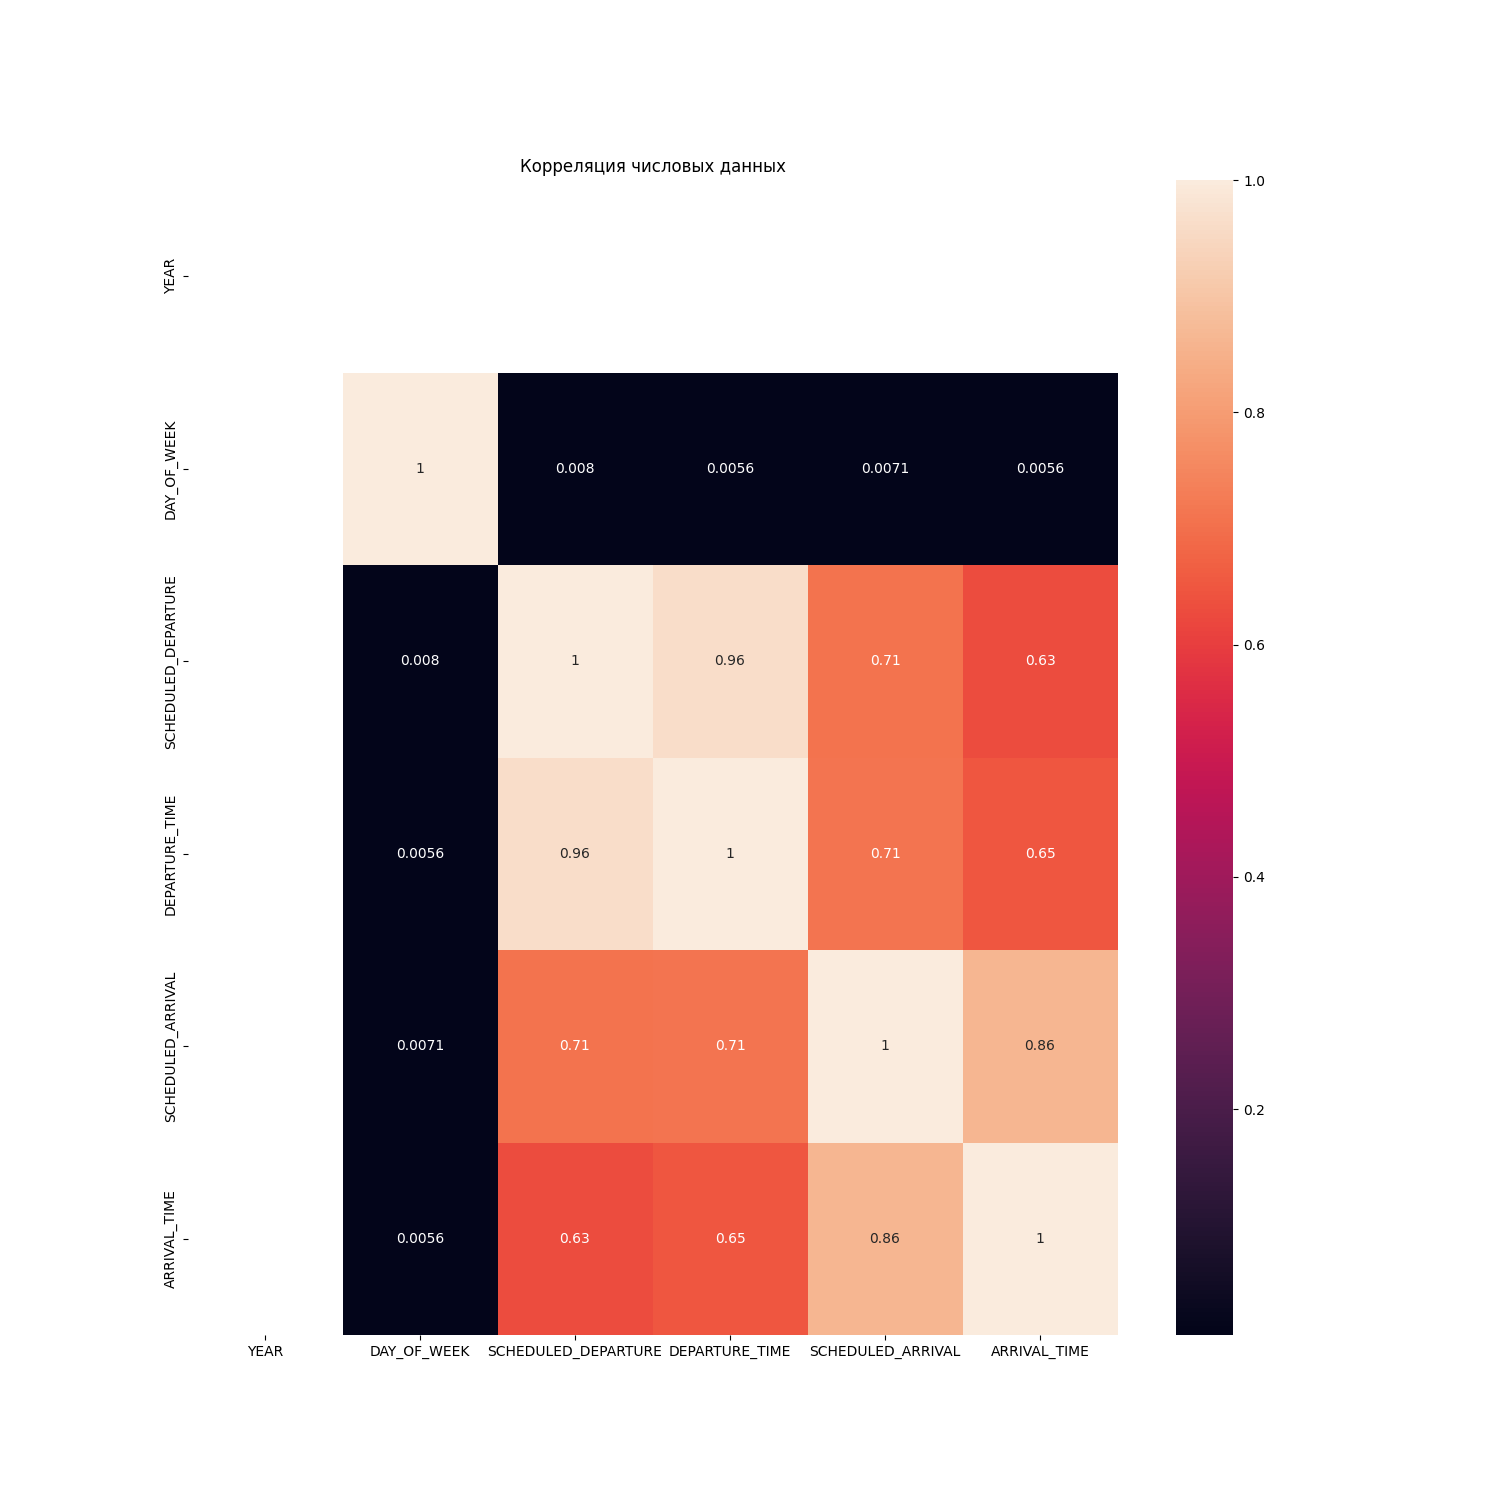 Корреляция числовых данных
YEAR
DAY_OF_WEEK
1 0.008 0.0056 0.0071 0.0056
SCHEDULED_DEPARTURE
0.008 1 0.96 0.71 0.63
DEPARTURE_TIME
0.0056 0.96 1 0.71 0.65
SCHEDULED_ARRIVAL
0.0071 0.71 0.71 1 0.86
ARRIVAL_TIME
0.0056 0.63 0.65 0.86 1
YEAR DAY_OF_WEEK SCHEDULED_DEPARTURE DEPARTURE_TIME SCHEDULED_ARRIVAL ARRIVAL_TIME
1.0
0.8
0.6
0.4
0.2